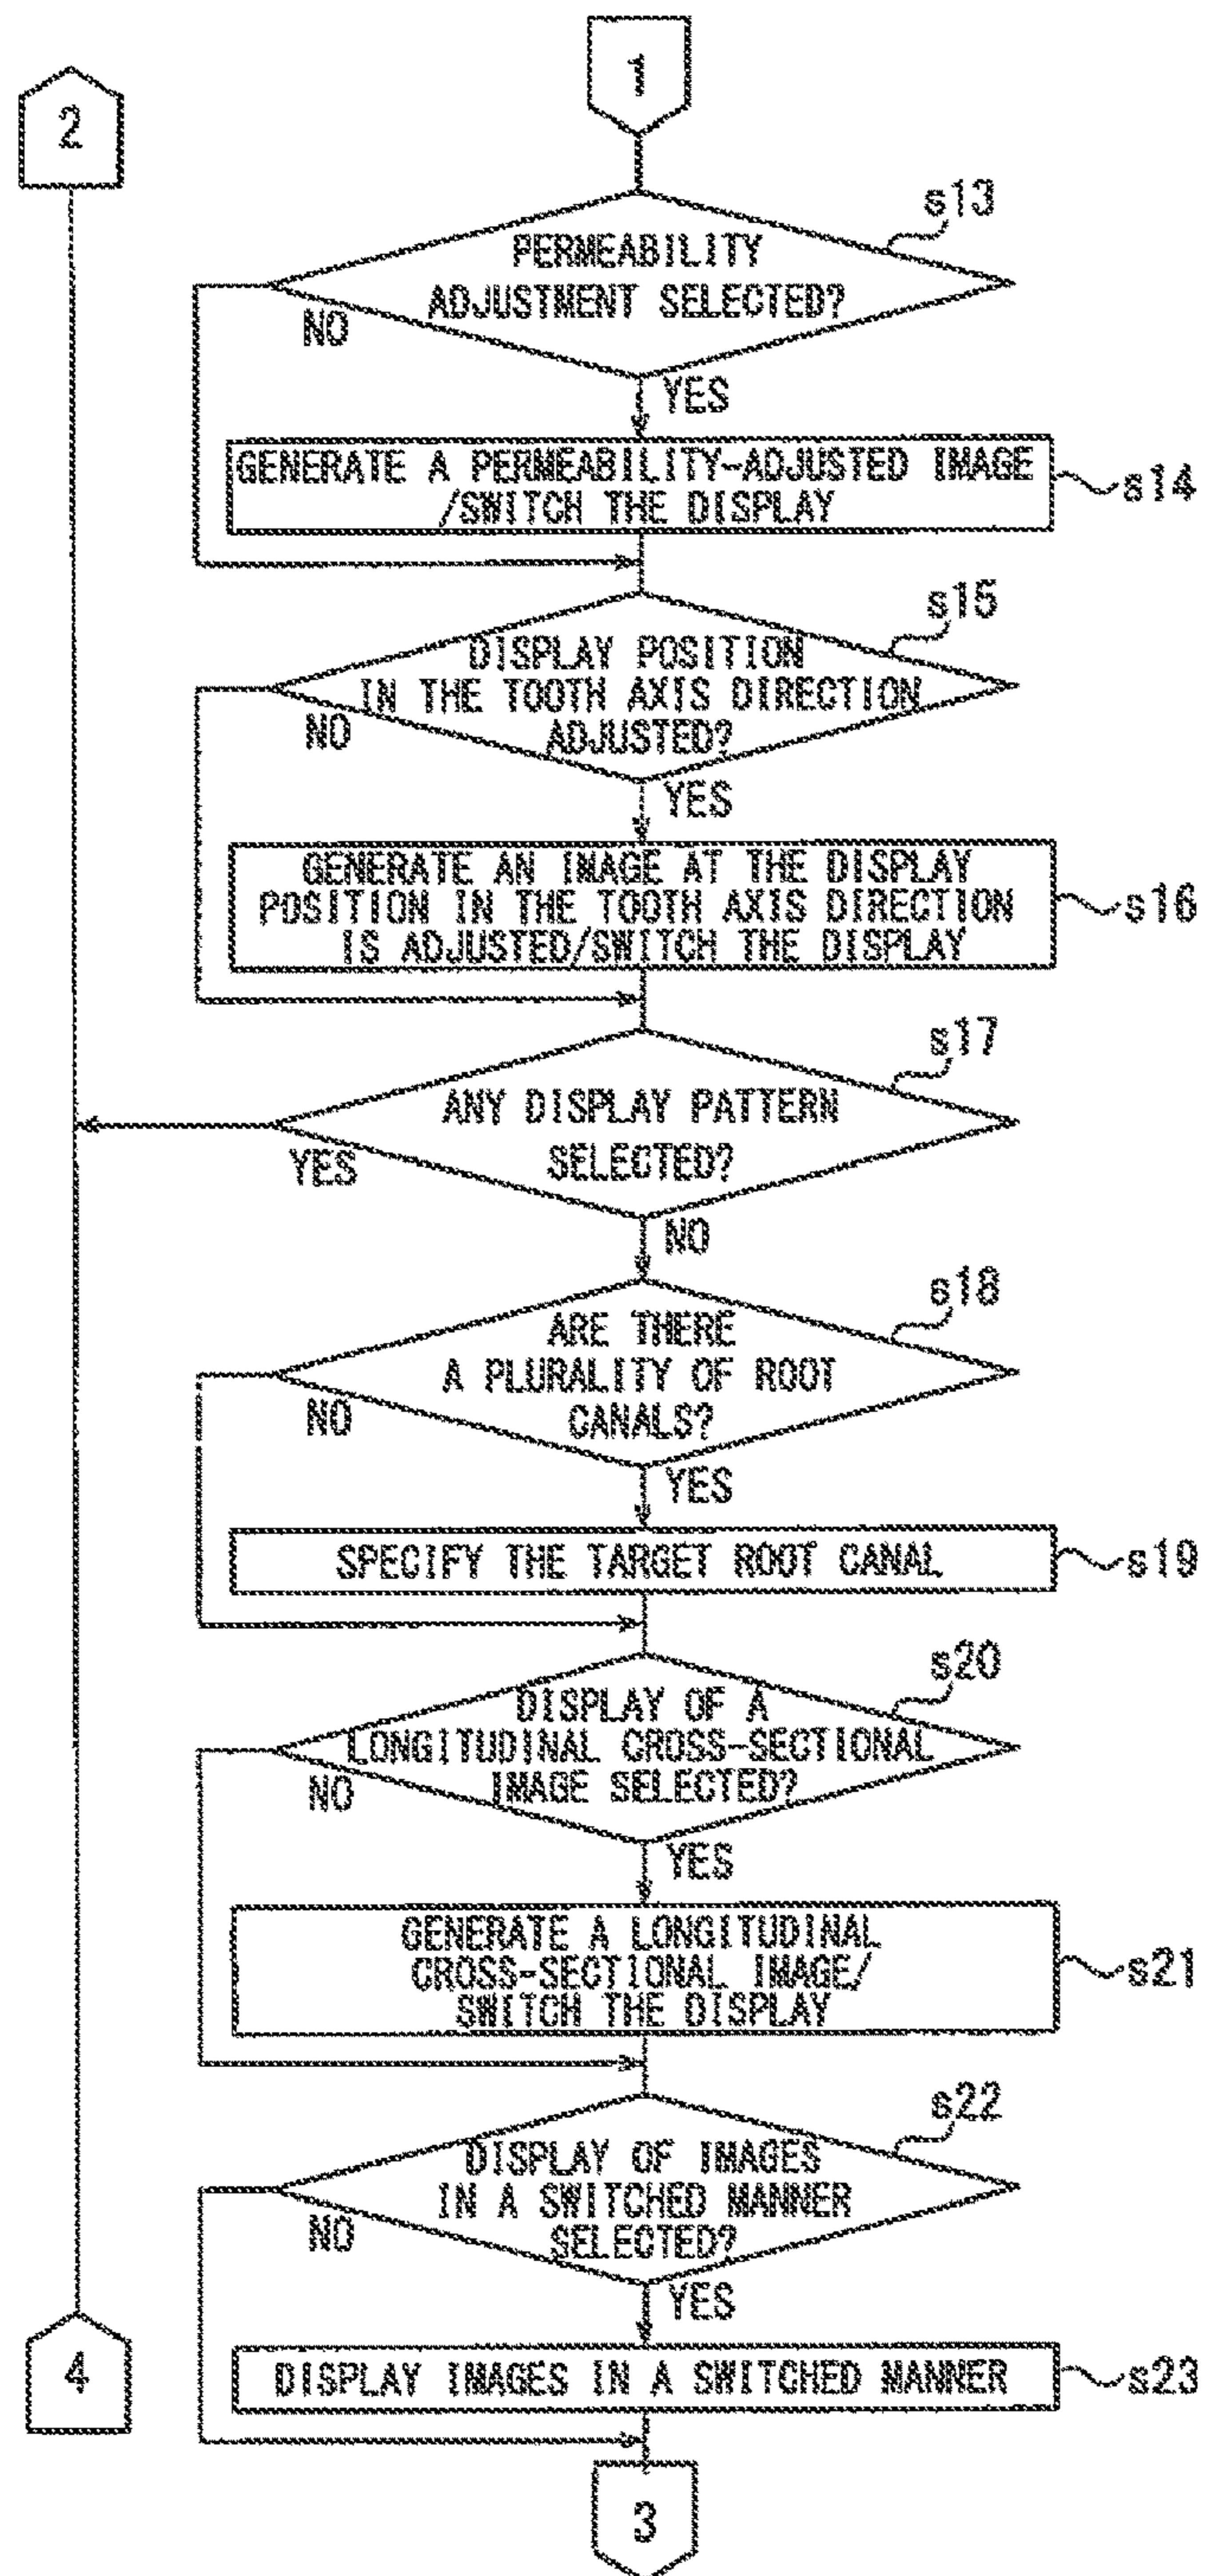 1
2
s13
PERMEABILITY
ADJUSTMENT SELECTED?
NO
YES
GENERATE A PERMEABILITY-ADJUSTED IMAGE
/SWITCH THE DISPLAY
s14
s15
DISPLAY POSITION
IN THE TOOTH AXIS DIRECTION
ADJUSTED?
NO
YES
GENERATE AN IMAGE AT THE DISPLAY
POSITION IN THE TOOTH AXIS DIRECTION
IS ADJUSTED/SWITCH THE DISPLAY
s16
s17
ANY DISPLAY PATTERN
SELECTED?
YES
NO
s18
ARE THERE
A PLURALITY OF ROOT
CANALS?
NO
YES
SPECIFY THE TARGET ROOT CANAL
s19
s20
DISPLAY OF A
LONGITUDINAL CROSS-SECTIONAL
IMAGE SELECTED?
NO
YES
GENERATE A LONGITUDINAL
CROSS-SECTIONAL IMAGE/
SWITCH THE DISPLAY
s21
s22
DISPLAY OF IMAGES
IN A SWITCHED MANNER
SELECTED?
NO
YES
DISPLAY IMAGES IN A SWITCHED MANNER
s23
4
3